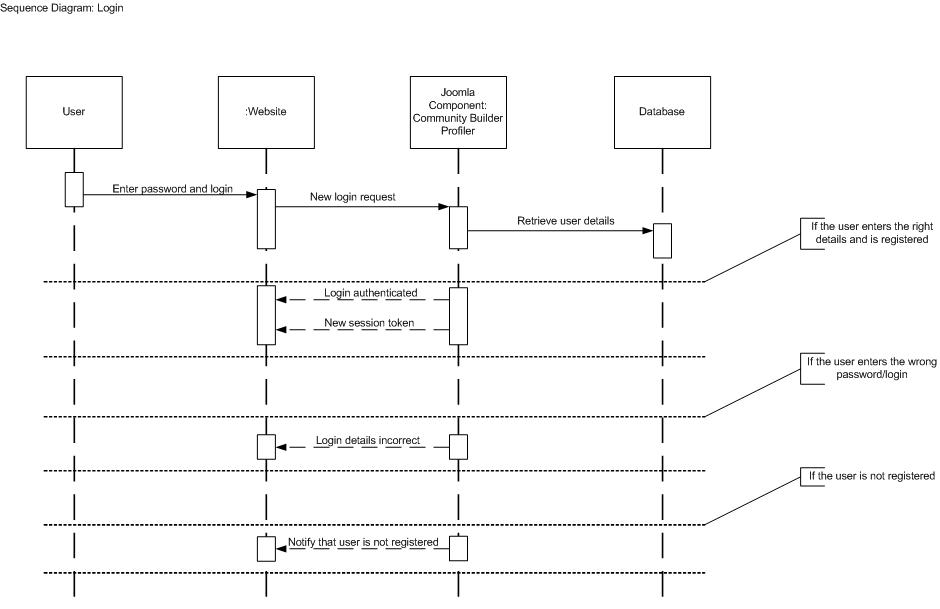 Sequence Diagram: Login
User
:Website
Joomla
Component:
Community Builder
Profiler
Database
Enter password and login
New login request
Retrieve user details
If the user enters the right
details and is registered
Login authenticated
New session token
If the user enters the wrong
password/login
Login details incorrect
If the user is not registered
Notify that user is not registered